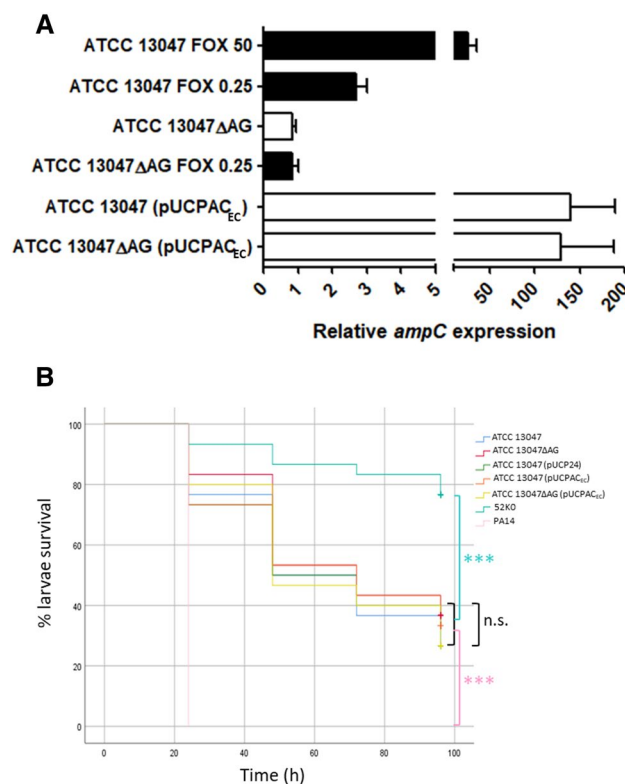 A
ATCC 13047 FOX 50
ATCC 13047 FOX 0.25
ATCC 13047ΔAG
ATCC 13047ΔAG FOX 0.25
ATCC 13047 (pUCPACEC)
ATCC 13047ΔAG (pUCPACEC)
0 1 2 3 4 5 50 100 150 200
Relative ampC expression
B
% larvae survival
100
80
60
40
20
0
0 20 40 60 80 100
Time (h)
ATCC 13047
ATCC 13047ΔAG
ATCC 13047 (pUCP24)
ATCC 13047 (pUCPACEC)
ATCC 13047ΔAG (pUCPACEC)
52K0
PA14
***
n.s.
***